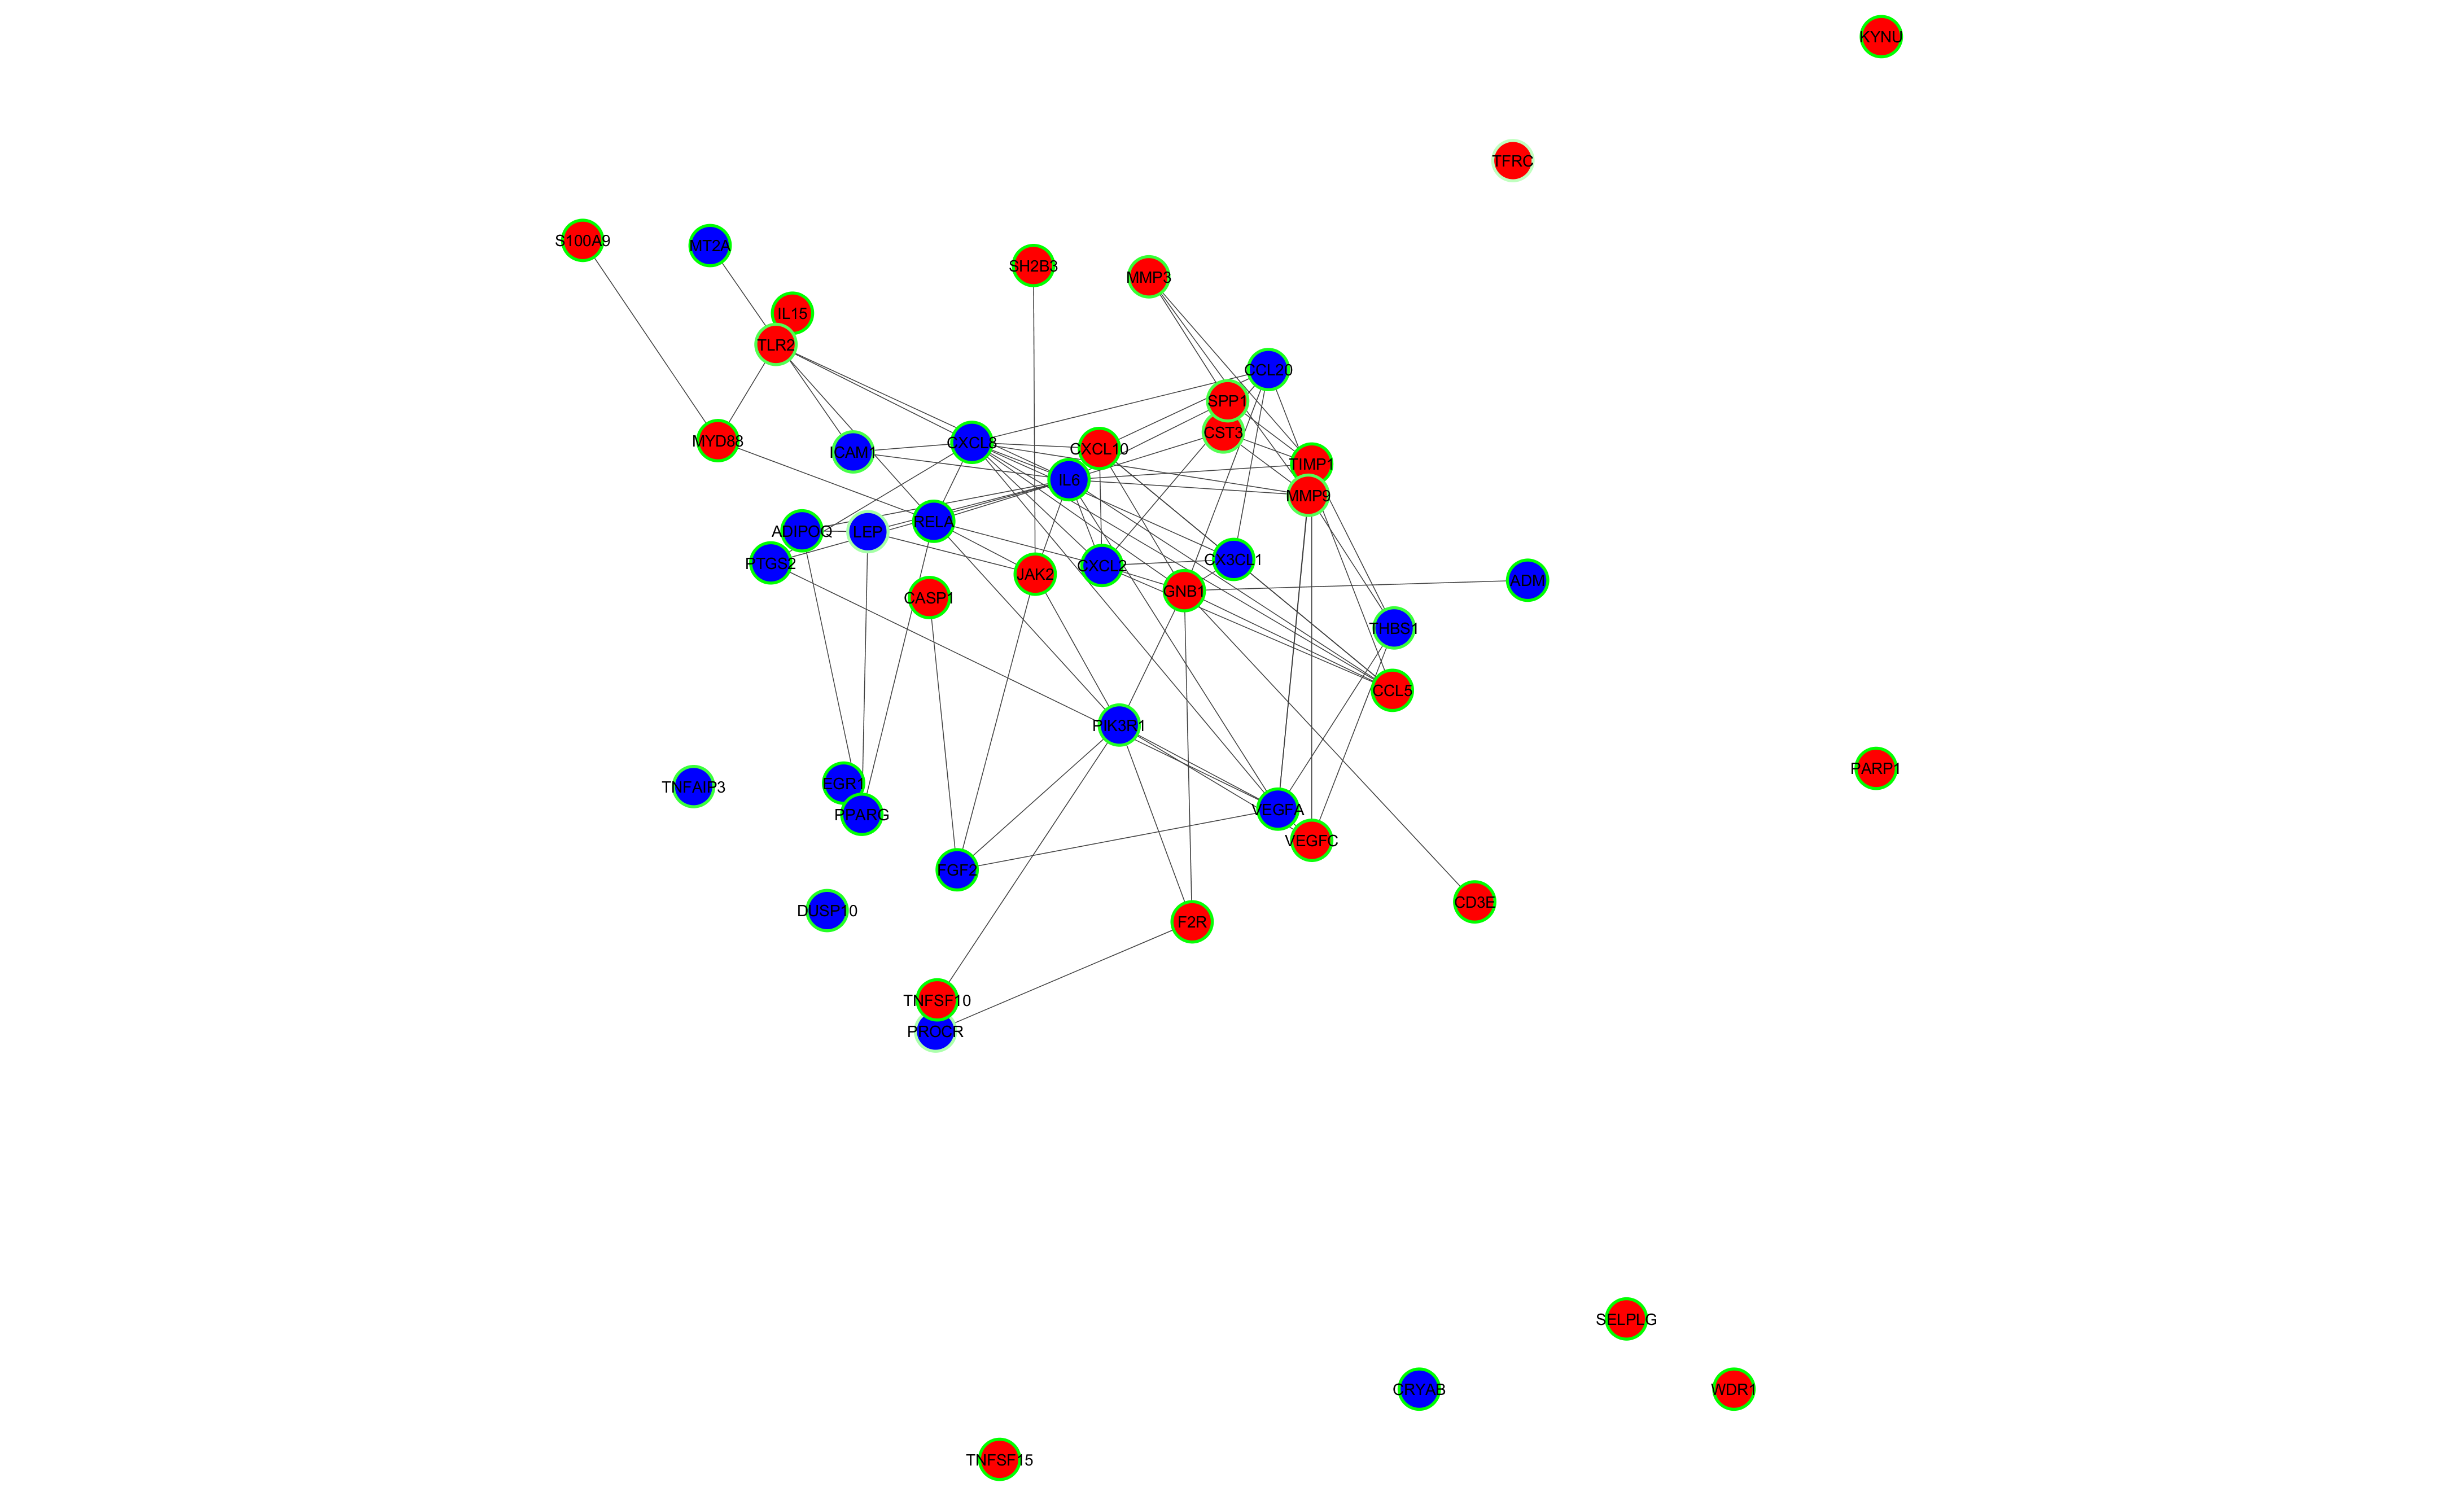 KYNU
TFRC
S100A9
MT2A
SH2B3
MMP3
IL15
TLR2
CCL20
SPP1
CST3
MYD88
ICAM1
CXCL8
CXCL10
TIMP1
IL6
MMP9
RELA
ADIPOQ
LEP
PTGS2
CX3CL1
CXCL2
JAK2
ADM
GNB1
CASP1
THBS1
CCL5
PIK3R1
PARP1
EGR1
TNFAIP3
VEGFA
PPARG
VEGFC
FGF2
CD3E
DUSP10
F2R
TNFSF10
PROCR
SELPLG
CRYAB
WDR1
TNFSF15